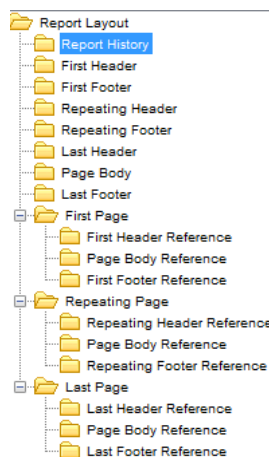 Report Layout
Report History
First Header
First Footer
Repeating Header
Repeating Footer
Last Header
Page Body
Last Footer
First Page
First Header Reference
Page Body Reference
First Footer Reference
Repeating Page
Repeating Header Reference
Page Body Reference
Repeating Footer Reference
Last Page
Last Header Reference
Page Body Reference
Last Footer Reference